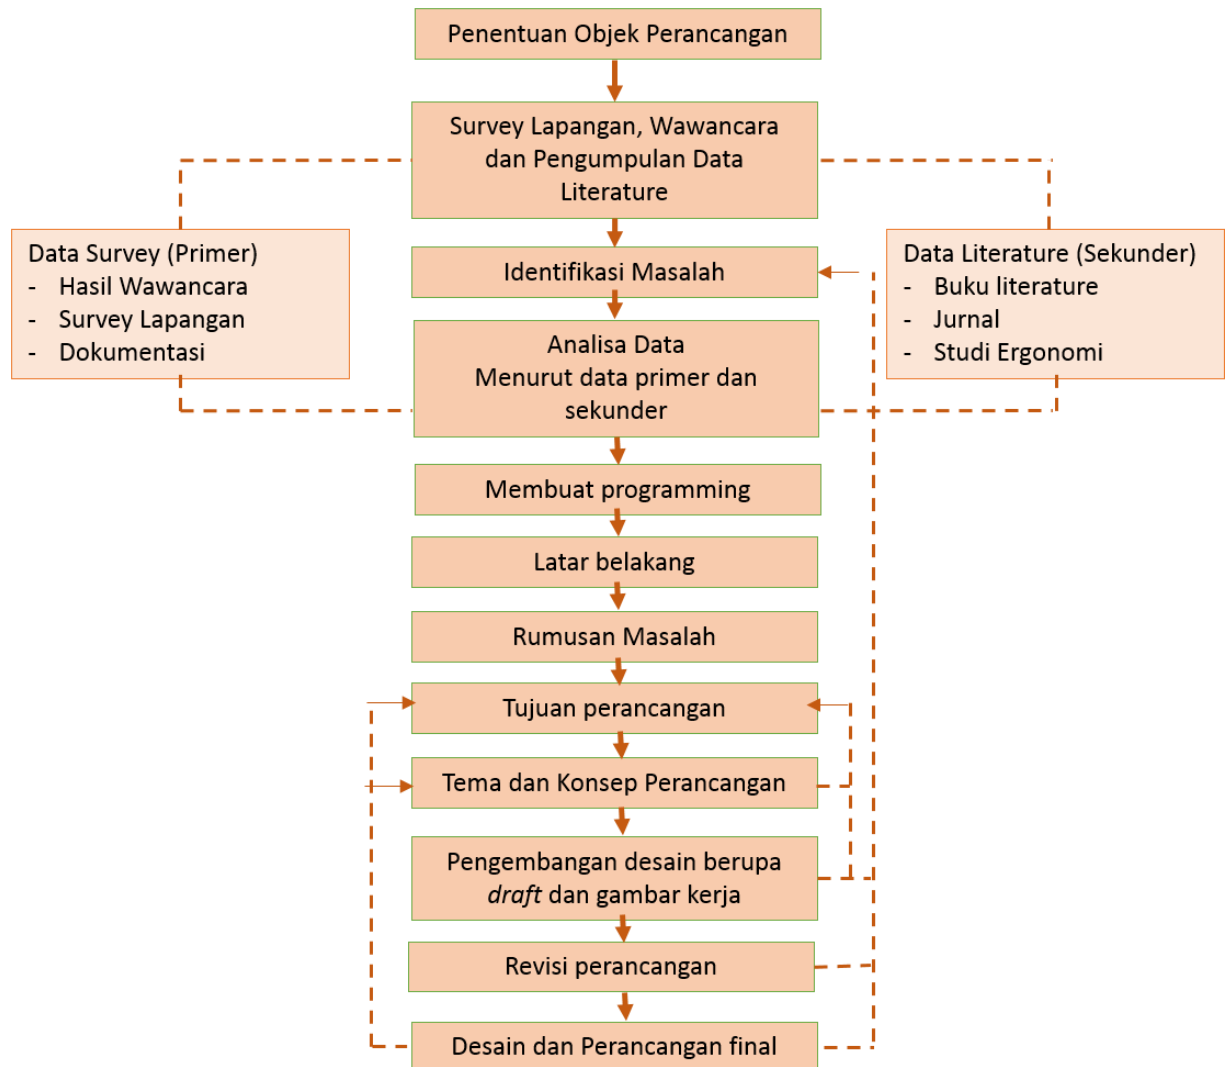 Penentuan Objek Perancangan
Survey Lapangan, Wawancara
dan Pengumpulan Data
Literature
Data Survey (Primer)
- Hasil Wawancara
- Survey Lapangan
- Dokumentasi
Identifikasi Masalah
Data Literature (Sekunder)
- Buku literature
- Jurnal
- Studi Ergonomi
Analisa Data
Menurut data primer dan
sekunder
Membuat programming
Latar belakang
Rumusan Masalah
Tujuan perancangan
Tema dan Konsep Perancangan
Pengembangan desain berupa
draft dan gambar kerja
Revisi perancangan
Desain dan Perancangan final